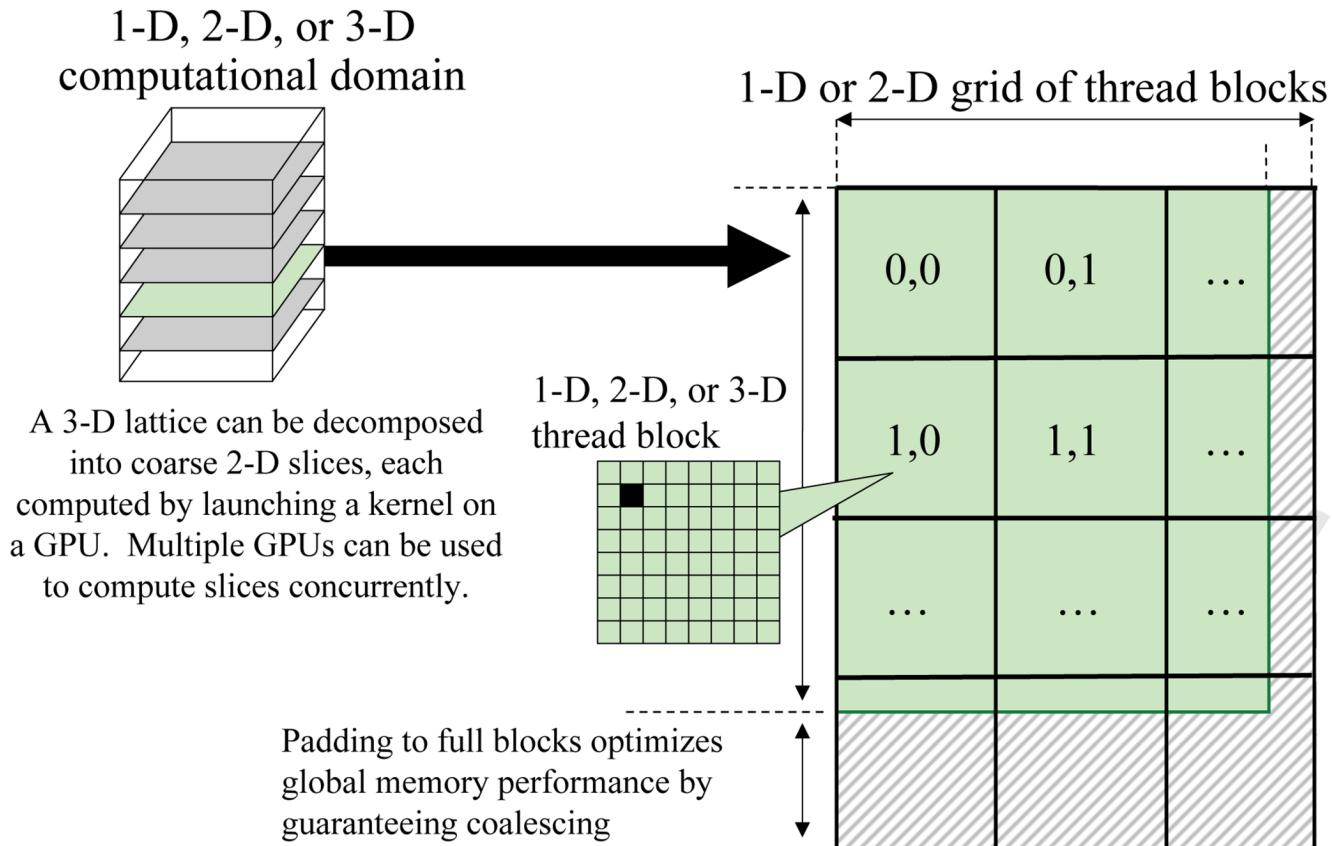 1-D, 2-D, or 3-D
computational domain
1-D or 2-D grid of thread blocks
0,0
0,1
…
1-D, 2-D, or 3-D
thread block
1,0
1,1
…
A 3-D lattice can be decomposed
into coarse 2-D slices, each
computed by launching a kernel on
a GPU.  Multiple GPUs can be used
to compute slices concurrently.
…
…
…
Padding to full blocks optimizes
global memory performance by
guaranteeing coalescing